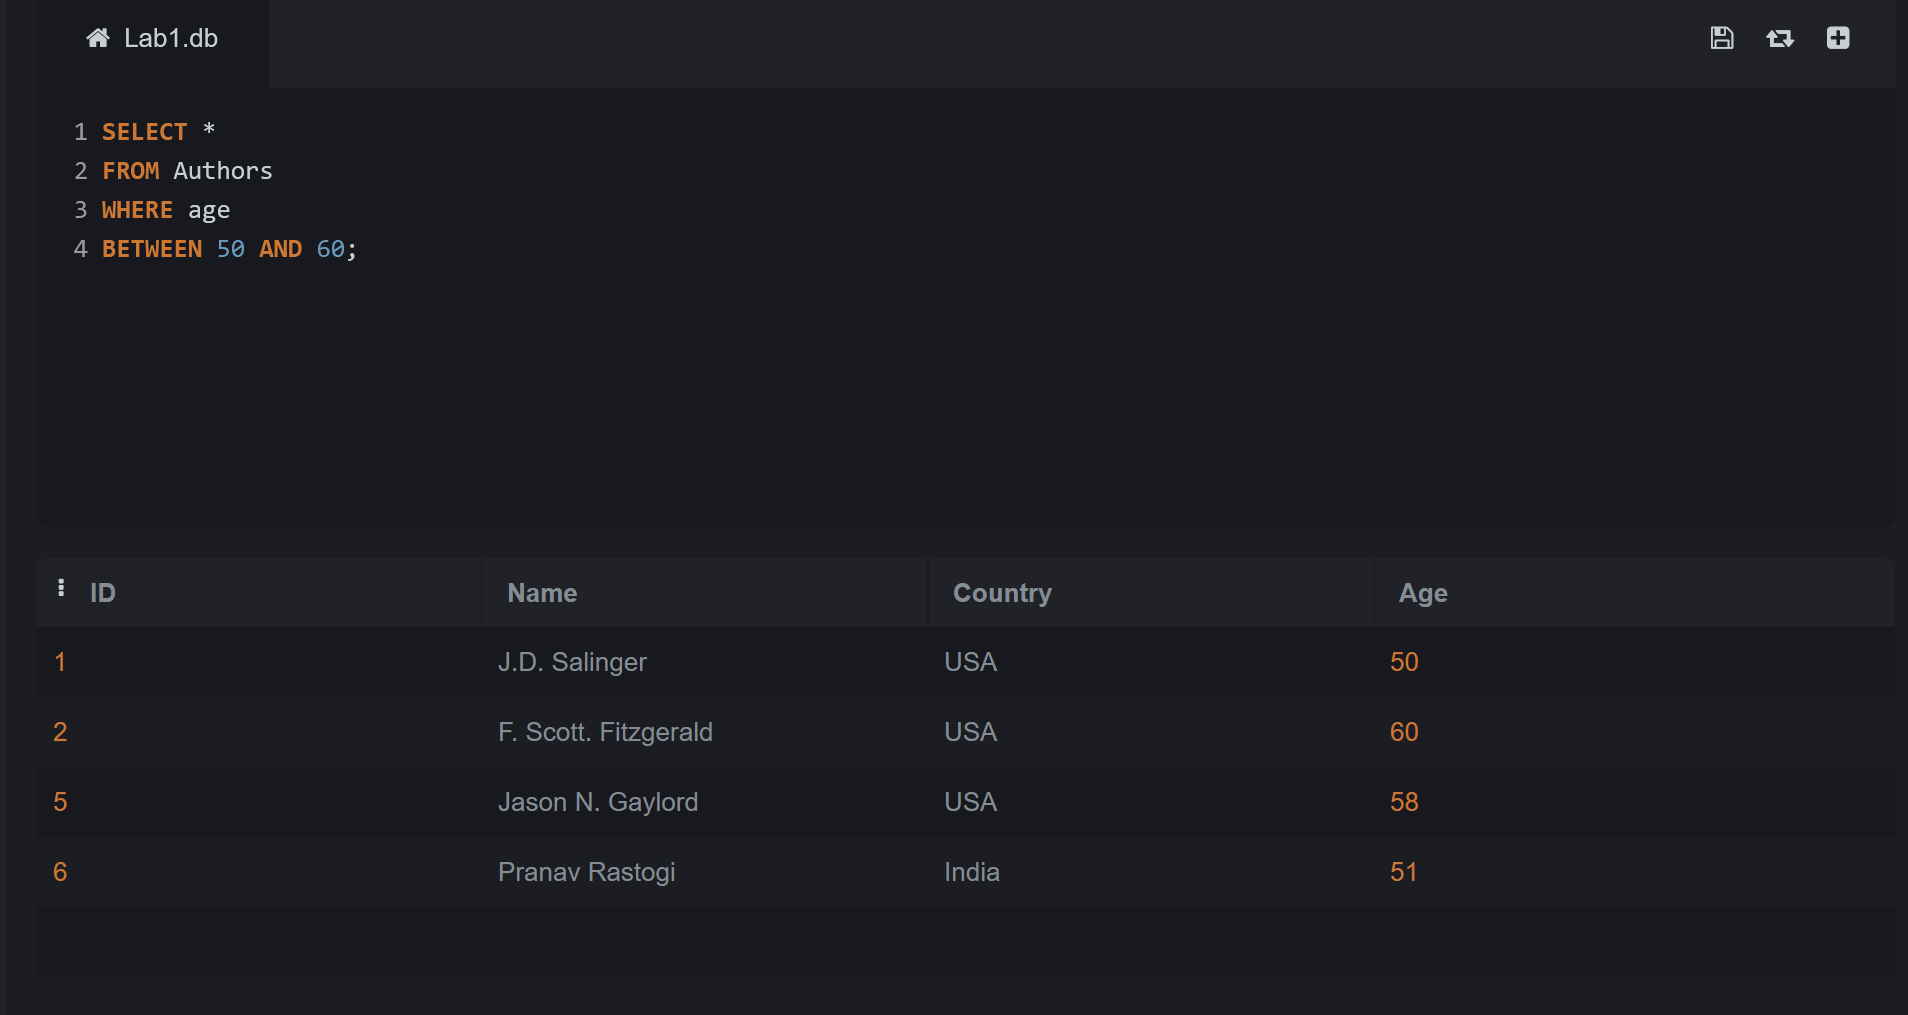 Lab1.db
1 SELECT *
2 FROM Authors
3 WHERE age
4 BETWEEN 50 AND 60;
ID Name Country Age
1 J.D. Salinger USA 50
2 F. Scott. Fitzgerald USA 60
5 Jason N. Gaylord USA 58
6 Pranav Rastogi India 51